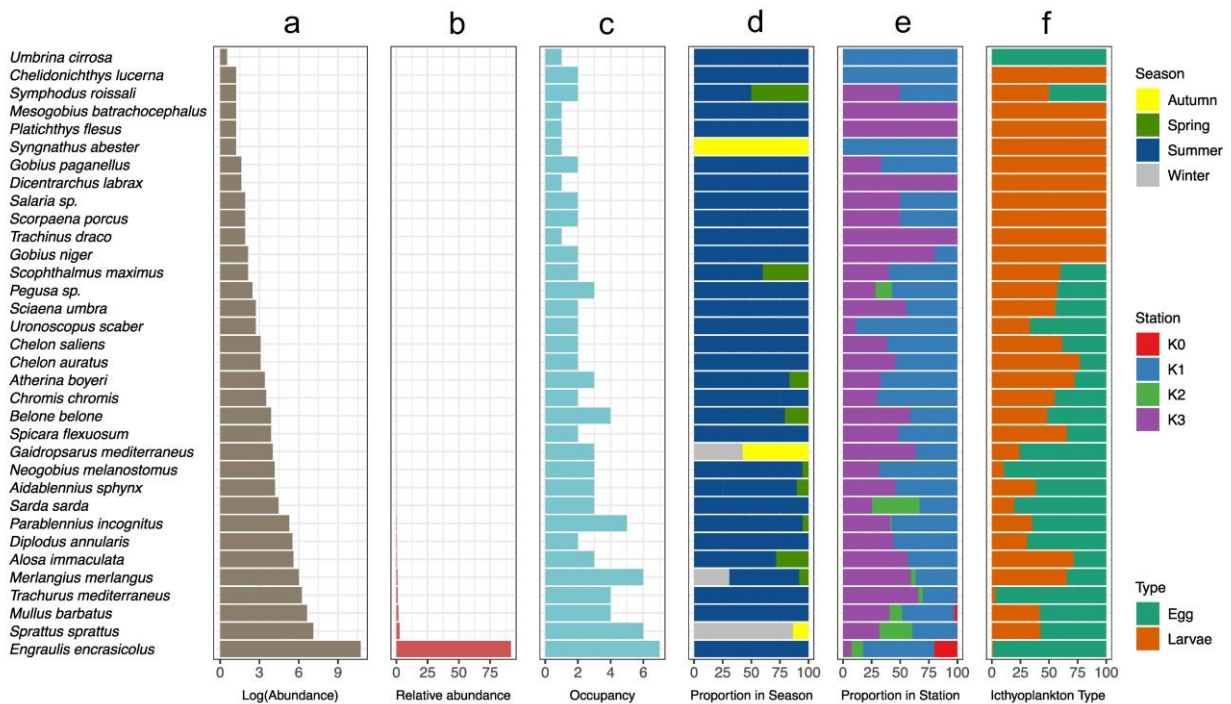 a b c d e f
Umbrina cirrosa
Chelidonichthys lucerna
Symphodus roissali
Mesogobius batrachocephalus
Platichthys flesus
Syngnathus abester
Gobius paganellus
Dicentrarchus labrax
Salaria sp.
Scorpaena porcus
Trachinus draco
Gobius niger
Scophthalmus maximus
Pegusa sp.
Sciaena umbra
Uronoscopus scaber
Chelon saliens
Chelon auratus
Atherina boyeri
Chromis chromis
Belone belone
Spicara flexuosum
Gaidropsarus mediterraneus
Neogobius melanostomus
Aidablennius sphynx
Sarda sarda
Parablennius incognitus
Diplodus annularis
Alosa immaculata
Merlangius merlangus
Trachurus mediterraneus
Mullus barbatus
Sprattus sprattus
Engraulis encrasicolus
0 3 6 9
Log(Abundance)
0 25 50 75
Relative abundance
0 2 4 6
Occupancy
0 25 50 75 100
Proportion in Season
0 25 50 75 100
Proportion in Station
0 25 50 75 100
Icthyoplankton Type
Season
Autumn
Spring
Summer
Winter
Station
K0
K1
K2
K3
Type
Egg
Larvae